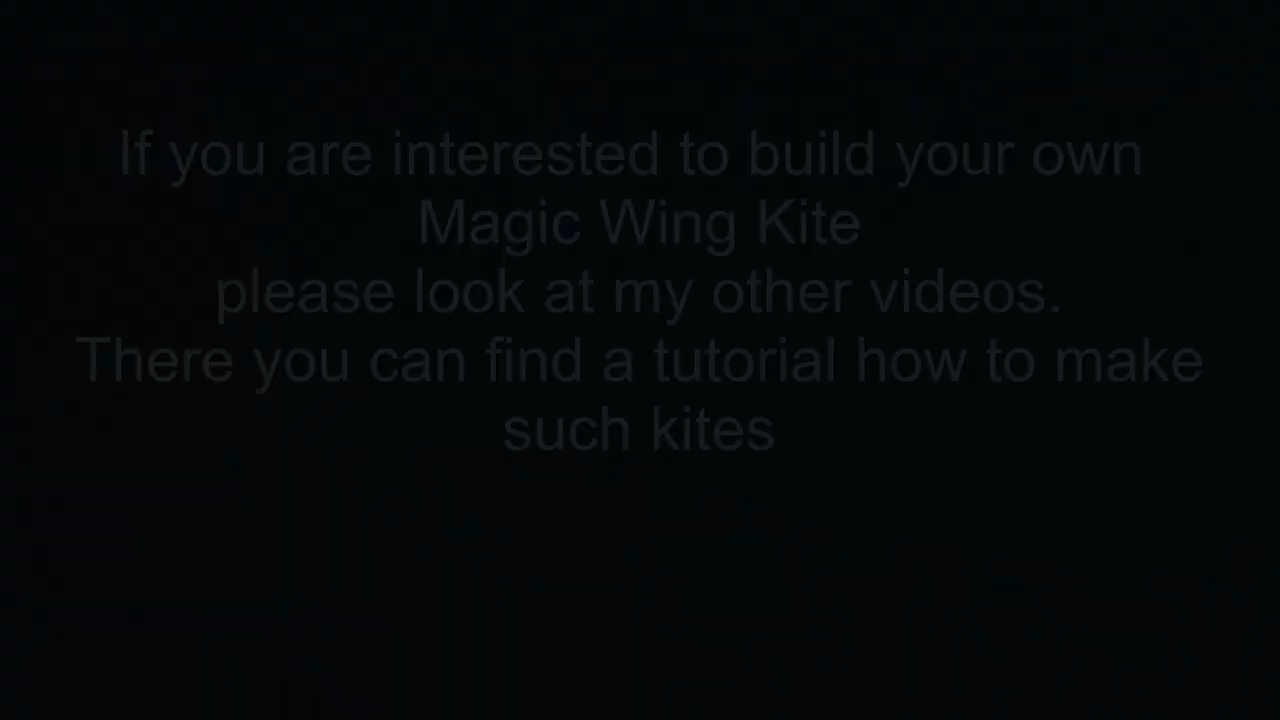 If you are interested to build your own
Magic Wing Kite
please look at my other videos.
There you can find a tutorial how to make
such kites